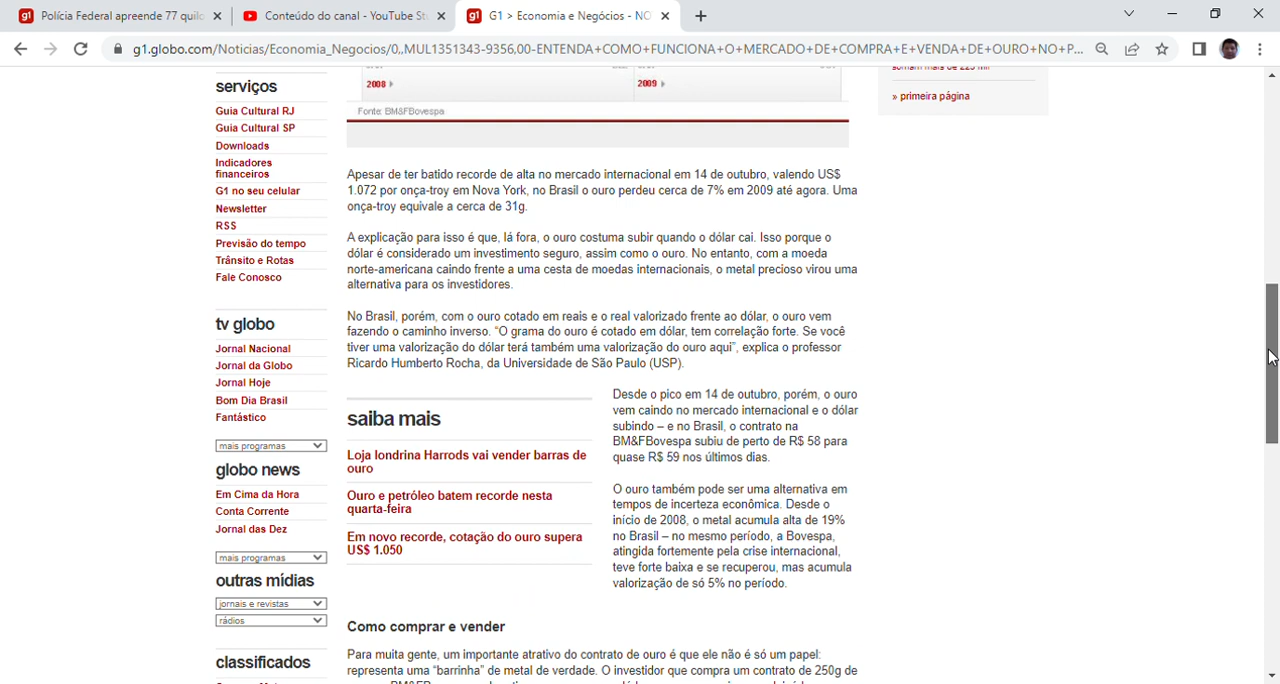 Polícia Federal apreende 77 quilo
Conteúdo do canal - YouTube St
G1 > Economia e Negócios - NO
g1.globo.com/Noticias/Economia_Negocios/0,,MUL1351343-9356,00-ENTENDA+COMO+FUNCIONA+O+MERCADO+DE+COMPRA+E+VENDA+DE+OURO+NO+P...
serviços
Guia Cultural RJ
Guia Cultural SP
Downloads
Indicadores
financeiros
G1 no seu celular
Newsletter
RSS
Previsão do tempo
Trânsito e Rotas
Fale Conosco
tv globo
Jornal Nacional
Jornal da Globo
Jornal Hoje
Bom Dia Brasil
Fantástico
mais programas
globo news
Em Cima da Hora
Conta Corrente
Jornal das Dez
mais programas
outras mídias
jornais e revistas
rádios
classificados
2008
2009
Fonte: BM&FBovespa
Apesar de ter batido recorde de alta no mercado internacional em 14 de outubro, valendo US$
1.072 por onça-troy em Nova York, no Brasil o ouro perdeu cerca de 7% em 2009 até agora. Uma
onça-troy equivale a cerca de 31g.
A explicação para isso é que, lá fora, o ouro costuma subir quando o dólar cai. Isso porque o
dólar é considerado um investimento seguro, assim como o ouro. No entanto, com a moeda
norte-americana caindo frente a uma cesta de moedas internacionais, o metal precioso virou uma
alternativa para os investidores.
No Brasil, porém, com o ouro cotado em reais e o real valorizado frente ao dólar, o ouro vem
fazendo o caminho inverso. “O grama do ouro é cotado em dólar, tem correlação forte. Se você
tiver uma valorização do dólar terá também uma valorização do ouro aqui”, explica o professor
Ricardo Humberto Rocha, da Universidade de São Paulo (USP).
saiba mais
Loja londrina Harrods vai vender barras de
ouro
Ouro e petróleo batem recorde nesta
quarta-feira
Em novo recorde, cotação do ouro supera
US$ 1.050
Desde o pico em 14 de outubro, porém, o ouro
vem caindo no mercado internacional e o dólar
subindo – e no Brasil, o contrato na
BM&FBovespa subiu de perto de R$ 58 para
quase R$ 59 nos últimos dias.
O ouro também pode ser uma alternativa em
tempos de incerteza econômica. Desde o
início de 2008, o metal acumula alta de 19%
no Brasil – no mesmo período, a Bovespa,
atingida fortemente pela crise internacional,
teve forte baixa e se recuperou, mas acumula
valorização de só 5% no período.
Como comprar e vender
Para muita gente, um importante atrativo do contrato de ouro é que ele não é só um papel:
representa uma “barrinha” de metal de verdade. O investidor que compra um contrato de 250g de
somam mais de 225 mil
» primeira página